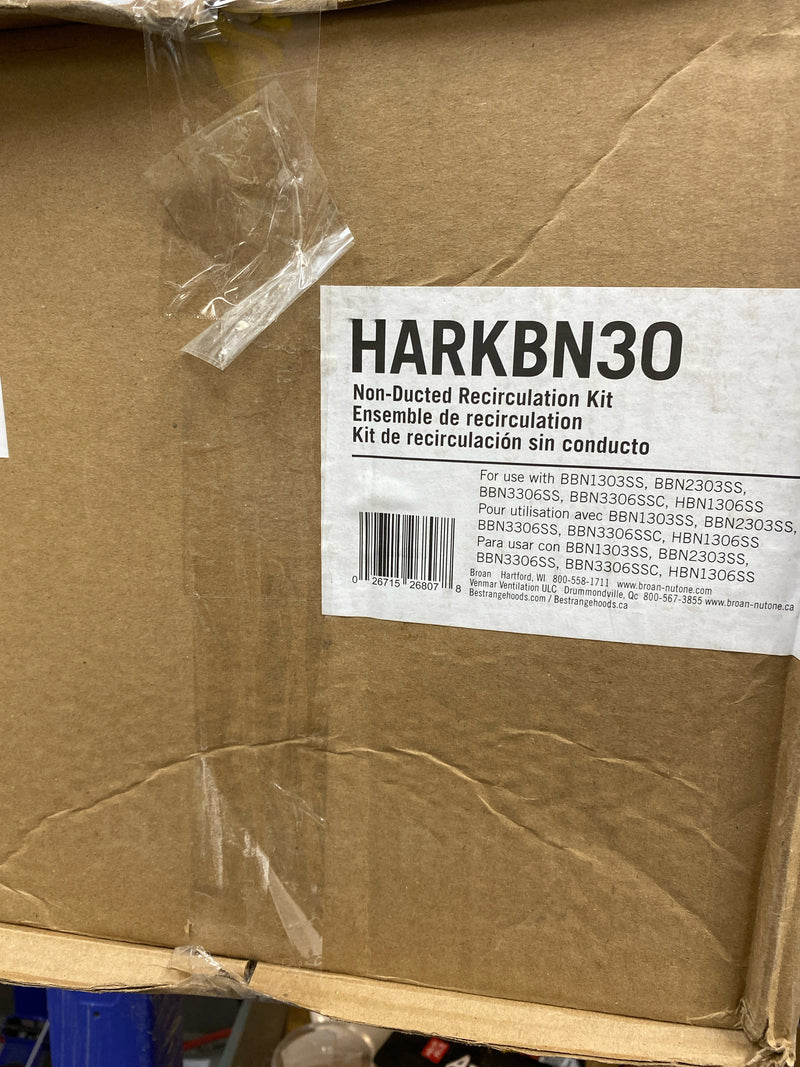 HARKBN30
Non-Ducted Recirculation Kit
Ensemble de recirculation
Kit de recirculación sin conducto
For use with BBN1303SS, BBN2303SS,
BBN3306SS, BBN3306SSC, HBN1306SS
Pour utilisation avec BBN1303SS, BBN2303SS,
BBN3306SS, BBN3306SSC, HBN1306SS
Para usar con BBN1303SS, BBN2303SS,
BBN3306SS, BBN3306SSC, HBN1306SS
Broan Hartford, WI 800-558-1711 www.broan-nutone.com
Venmar Ventilation ULC Drummondville, Qc 800-567-3855 www.broan-nutone.ca
Bestrangehoods.com / Bestrangehoods.ca
0 26715 26807 8